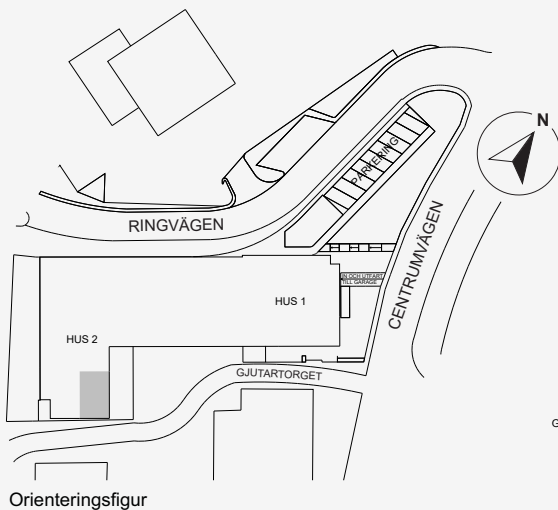 N
PARKERING
RINGVÄGEN
CENTRUMVÄGEN
IN OCH UTFART
TILL GARAGE
HUS 1
HUS 2
GJUTARTORGET
G
Orienteringsfigur